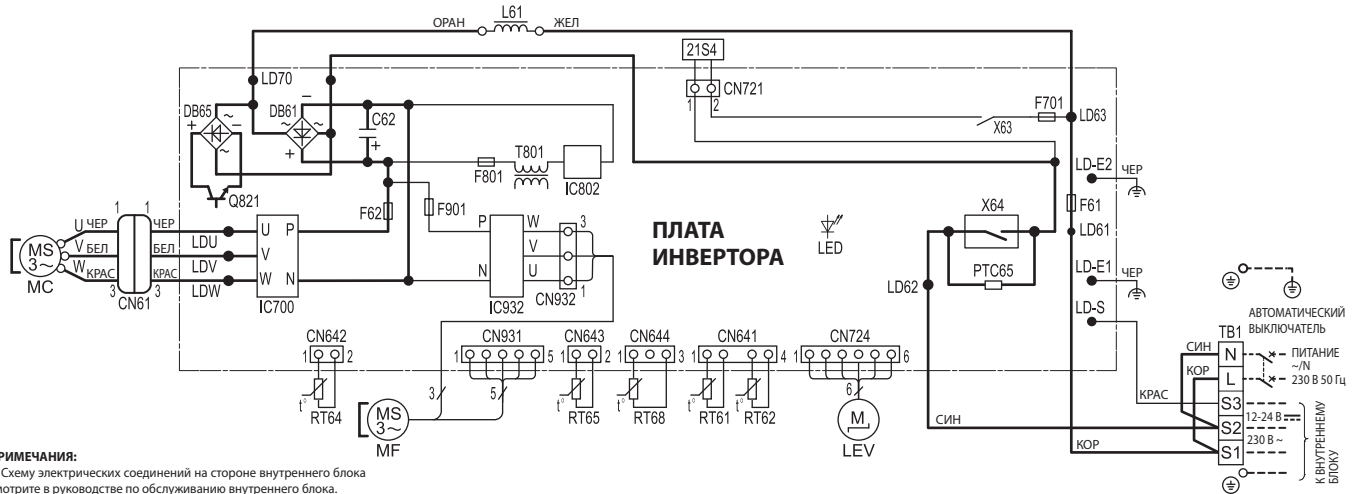 L61
ОРАН ЖЕЛ
21S4
LD70
CN721
1 2
DB65 DB61
+ ~ − ~ − ~
C62
+
F701
X63
LD63
T801
F801
IC802
LD-E2 ЧЕР
Q821
F62
F901
ПЛАТА
ИНВЕРТОРА
LED
X64
F61
LD61
PTC65
LD-E1 ЧЕР
LD62
LD-S
U ЧЕР 1 1 ЧЕР LDU U P
V БЕЛ БЕЛ LDV V
W КРАС 3 3 КРАС LDW W N
MS
3~
MC
CN61
IC700
P W 3
V
N U 1
IC932
CN932
АВТОМАТИЧЕСКИЙ
ВЫКЛЮЧАТЕЛЬ
TB1
СИН N ПИТАНИЕ
~/N
КОР L 230 В 50 Гц
КРАС S3
12-24 В
СИН S2
230 В ~
КОР S1
К ВНУТРЕННЕМУ
БЛОКУ
CN642
1 2
t°
RT64
CN931
1 5
3 5
MS
3~
MF
CN643
1 2
t°
RT65
CN644
1 3
t°
RT68
CN641
1 4
t° t°
RT61 RT62
CN724
1 6
6
M
LEV
РИМЕЧАНИЯ:
Схему электрических соединений на стороне внутреннего блока
мотрите в руководстве по обслуживанию внутреннего блока.